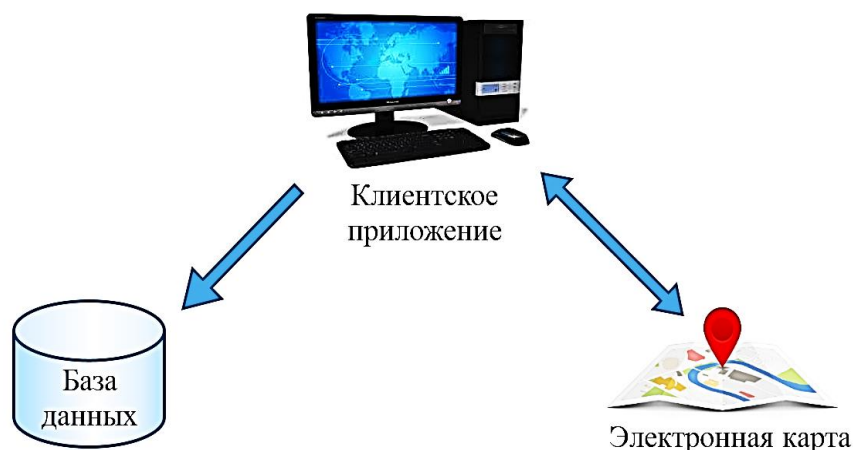 Клиентское
приложение
База
данных
Электронная карта